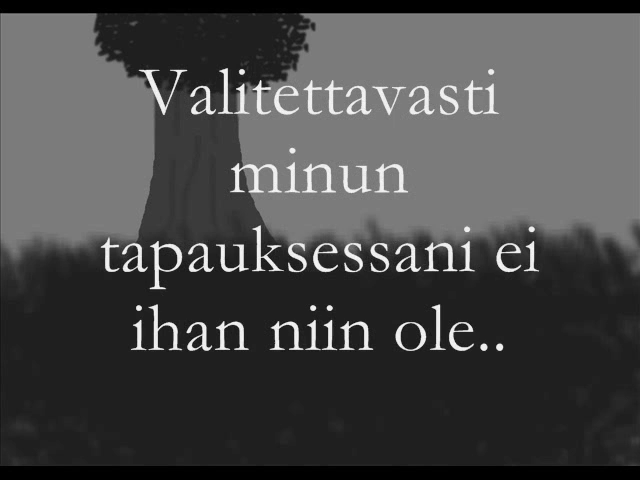 Valitettavasti
minun
tapauksessani ei
ihan niin ole..